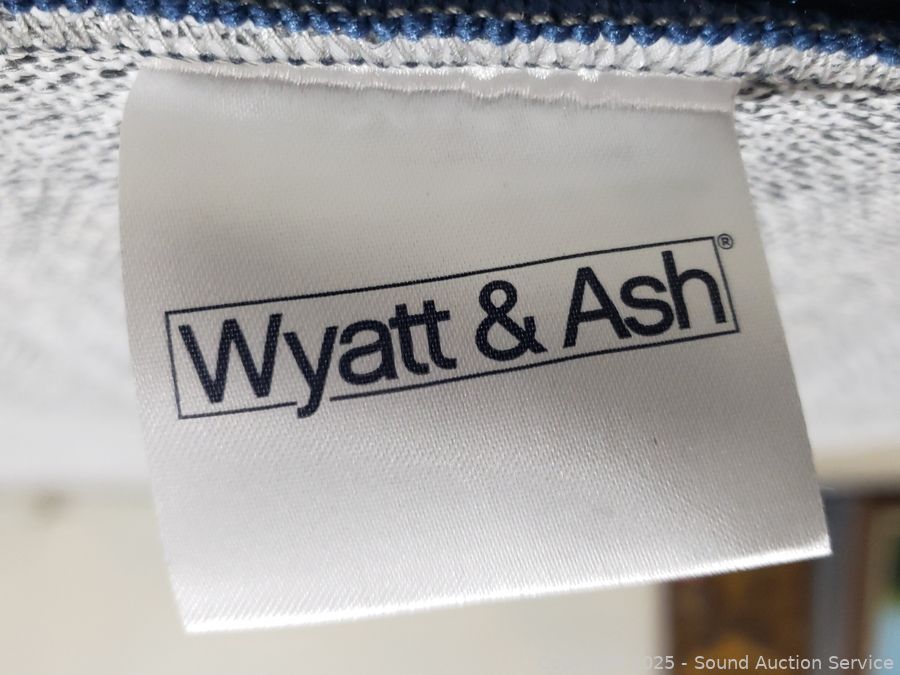 Wyatt & Ash®
2025 - Sound Auction Service